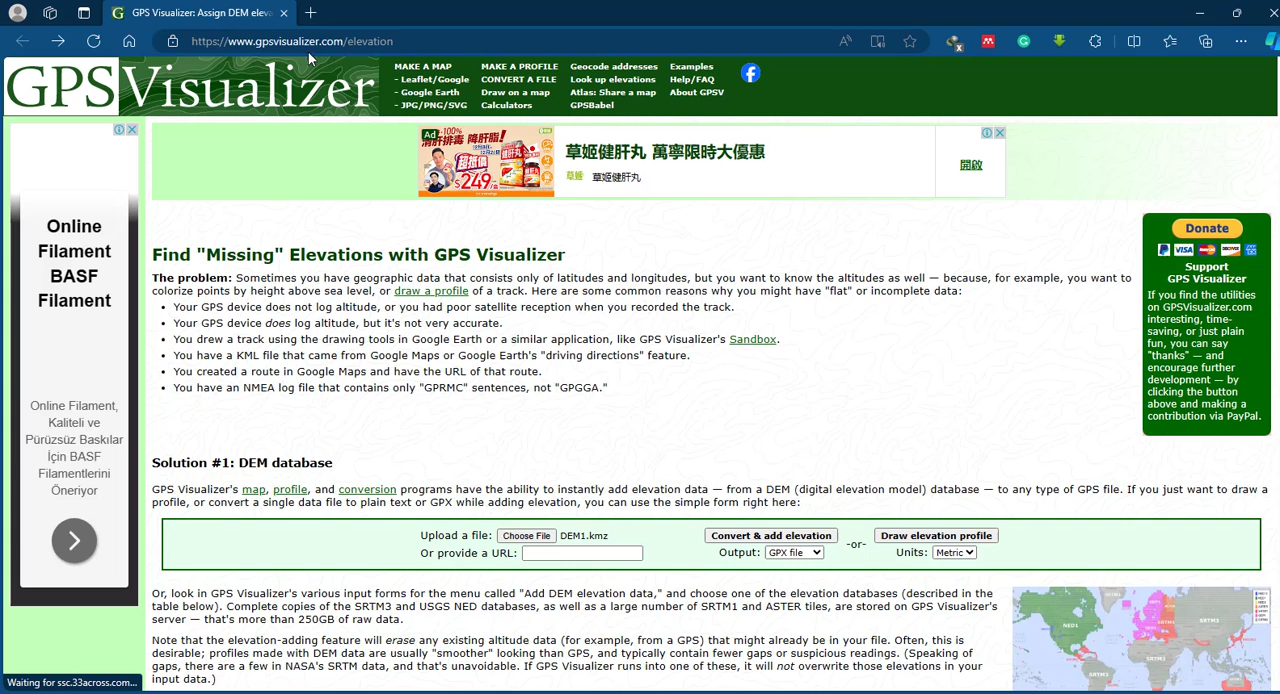 GPS Visualizer: Assign DEM eleva
https://www.gpsvisualizer.com/elevation
GPSVisualizer
MAKE A MAP
- Leaflet/Google
- Google Earth
- JPG/PNG/SVG
MAKE A PROFILE
CONVERT A FILE
Draw on a map
Calculators
Geocode addresses
Look up elevations
Atlas: Share a map
GPSBabel
Examples
Help/FAQ
About GPSV
Online
Filament
BASF
Filamentleri
Online Filament,
Kaliteli ve
Pürüzsüz Baskılar
İçin BASF
Filamentlerini
Öneriyor
Ad
100%
消肝排毒 降肝脂!
超抵價
$249
草姬健肝丸 萬寧限時大優惠
草姬
草姬健肝丸
開啟
Find "Missing" Elevations with GPS Visualizer
The problem: Sometimes you have geographic data that consists only of latitudes and longitudes, but you want to know the altitudes as well — because, for example, you want to
colorize points by height above sea level, or draw a profile of a track. Here are some common reasons why you might have "flat" or incomplete data:
• Your GPS device does not log altitude, or you had poor satellite reception when you recorded the track.
• Your GPS device does log altitude, but it's not very accurate.
• You drew a track using the drawing tools in Google Earth or a similar application, like GPS Visualizer's Sandbox.
• You have a KML file that came from Google Maps or Google Earth's "driving directions" feature.
• You created a route in Google Maps and have the URL of that route.
• You have an NMEA log file that contains only "GPRMC" sentences, not "GPGGA."
Donate
VISA
Support
GPS Visualizer
If you find the utilities
on GPSVisualizer.com
interesting, time-
saving, or just plain
fun, you can say
"thanks" — and
encourage further
development — by
clicking the button
above and making a
contribution via PayPal.
Solution #1: DEM database
GPS Visualizer's map, profile, and conversion programs have the ability to instantly add elevation data — from a DEM (digital elevation model) database — to any type of GPS file. If you just want to draw a
profile, or convert a single data file to plain text or GPX while adding elevation, you can use the simple form right here:
Upload a file: Choose File DEM1.kmz
Or provide a URL:
Convert & add elevation
Output: GPX file
-or-
Draw elevation profile
Units: Metric
Or, look in GPS Visualizer's various input forms for the menu called "Add DEM elevation data," and choose one of the elevation databases (described in the
table below). Complete copies of the SRTM3 and USGS NED databases, as well as a large number of SRTM1 and ASTER tiles, are stored on GPS Visualizer's
server — that's more than 250GB of raw data.
Note that the elevation-adding feature will erase any existing altitude data (for example, from a GPS) that might already be in your file. Often, this is
desirable; profiles made with DEM data are usually "smoother" looking than GPS, and typically contain fewer gaps or suspicious readings. (Speaking of
gaps, there are a few in NASA's SRTM data, and that's unavoidable. If GPS Visualizer runs into one of these, it will not overwrite those elevations in your
input data.)
NED1
SRTM3
SRTM3
SRTM3
Waiting for ssc.33across.com...